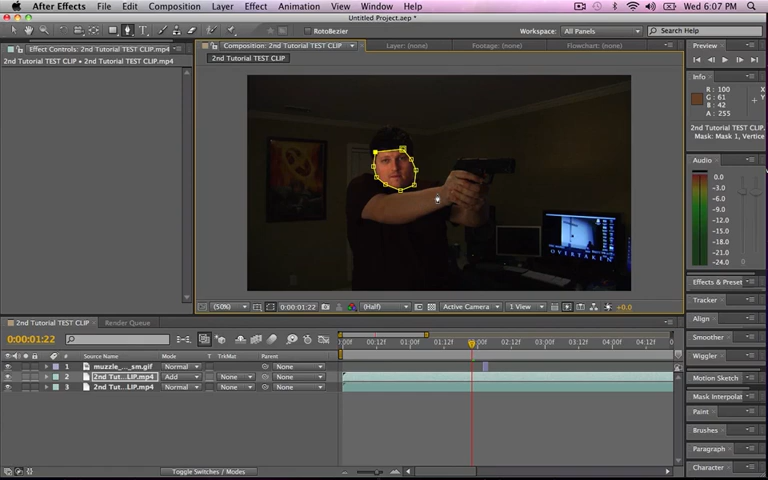 After Effects File Edit Composition Layer Effect Animation View Window Help Wed 6:07 PM
Untitled Project.aep *
RotoBezier Workspace: All Panels Search Help
Effect Controls: 2nd Tutorial TEST CLIP.mp4 Composition: 2nd Tutorial TEST CLIP Layer: (none) Footage: (none) Flowchart: (none) Preview
2nd Tutorial TEST CLIP • 2nd Tutorial TEST CLIP.mp4 2nd Tutorial TEST CLIP
Info
R : 100 X
G : 61 Y
B : 42
A : 255
2nd Tutorial TEST CLIP.
Mask: Mask 1, Vertice
Audio
0.0
-3.0
-6.0
-9.0
-12.0
-15.0
-18.0
-21.0
-24.0 0
OVERTAKEN
Effects & Preset
Tracker
Align
Smoother
Wiggler
Motion Sketch
Mask Interpolat
Paint
Brushes
Paragraph
Character
(50%) 0:00:01:22 (Half) Active Camera 1 View +0.0
2nd Tutorial TEST CLIP Render Queue
0:00:01:22
:00f 00:12f 01:00f 01:12f 02:00f 02:12f 03:00f 03:12f 04:00f 04:12f
# Source Name Mode T TrkMat Parent
1 muzzle_..._sm.gif Normal None
2 2nd Tut...LIP.mp4 Add None None
3 2nd Tut...LIP.mp4 Normal None None
Toggle Switches / Modes